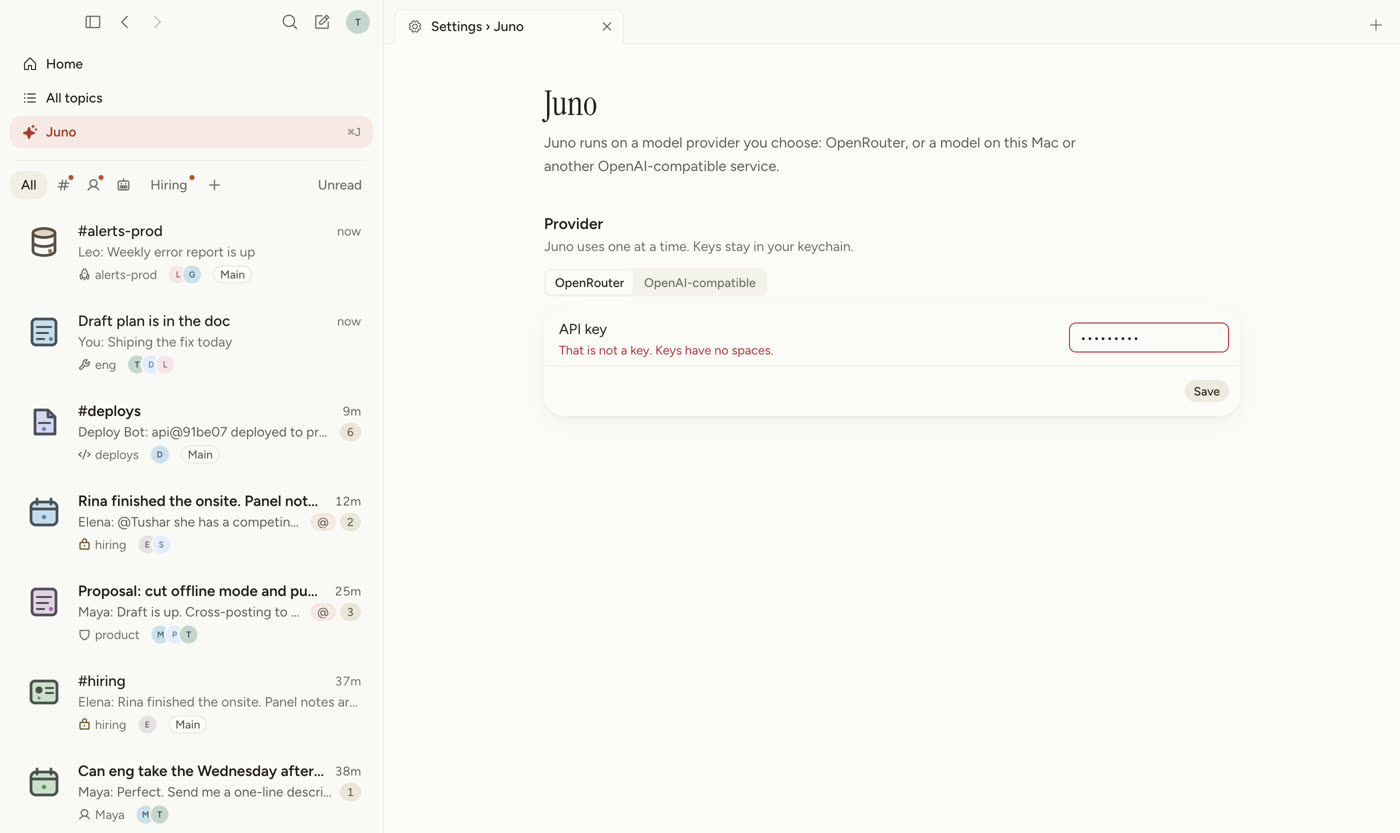 T
Settings › Juno
Home
All topics
Juno ⌘J
All Hiring Unread
#alerts-prod now
Leo: Weekly error report is up
alerts-prod L G Main
Draft plan is in the doc now
You: Shiping the fix today
eng T D L
#deploys 9m
Deploy Bot: api@91be07 deployed to pr... 6
deploys D Main
Rina finished the onsite. Panel not... 12m
Elena: @Tushar she has a competin... @ 2
hiring E S
Proposal: cut offline mode and pu... 25m
Maya: Draft is up. Cross-posting to ... @ 3
product M P T
#hiring 37m
Elena: Rina finished the onsite. Panel notes ar...
hiring E Main
Can eng take the Wednesday after... 38m
Maya: Perfect. Send me a one-line descri... 1
Maya M T
Juno
Juno runs on a model provider you choose: OpenRouter, or a model on this Mac or
another OpenAI-compatible service.
Provider
Juno uses one at a time. Keys stay in your keychain.
OpenRouter OpenAI-compatible
API key
That is not a key. Keys have no spaces.
•••••••••
Save